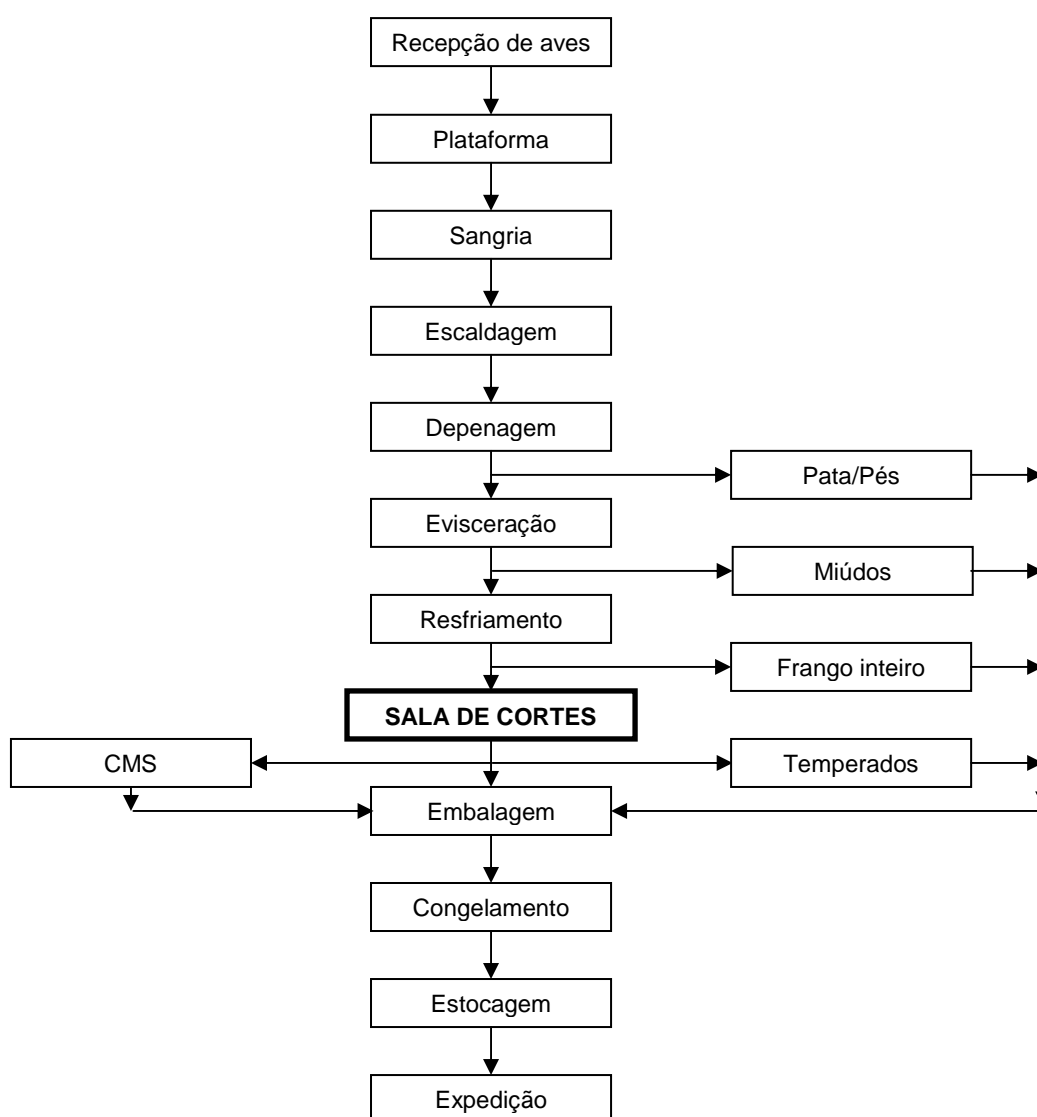 Recepção de aves
Plataforma
Sangria
Escaldagem
Depenagem
Pata/Pés
Evisceração
Miúdos
Resfriamento
Frango inteiro
SALA DE CORTES
CMS
Temperados
Embalagem
Congelamento
Estocagem
Expedição